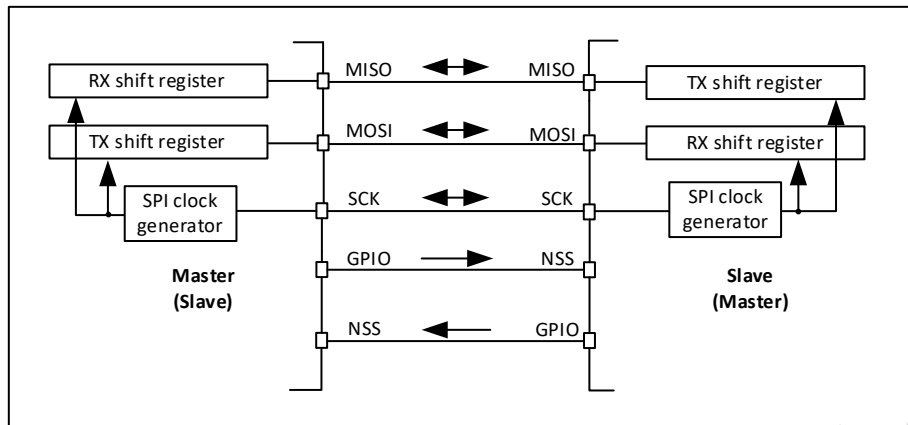 MISO MISO
RX shift register TX shift register
MOSI MOSI
TX shift register RX shift register
SCK SCK
SPI clock
generator
SPI clock
generator
GPIO NSS
Master
(Slave)
Slave
(Master)
NSS GPIO